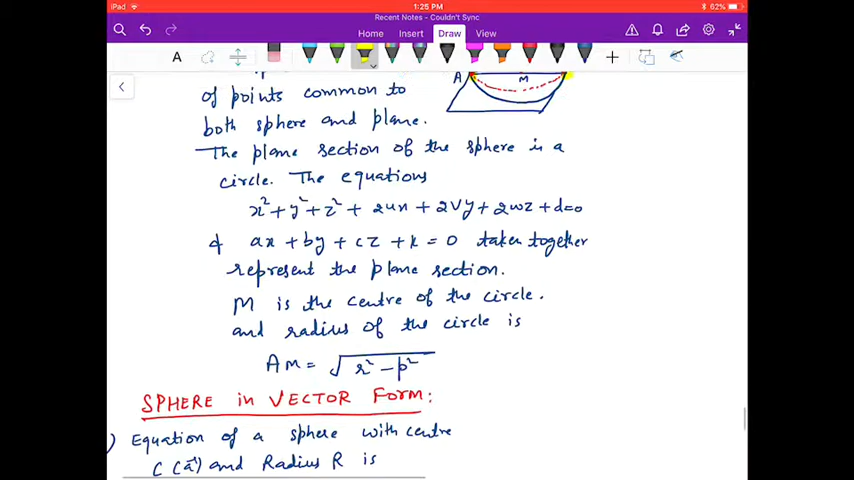 iPad
1:25 PM
62%
Recent Notes - Couldn't Sync
Home Insert Draw View
A
A M
of points common to
both sphere and plane.
The plane section of the sphere is a
circle. The equations
x² + y² + z² + 2ux + 2vy + 2wz + d=0
& ax + by + cz + k = 0 taken together
represent the plane section.
M is the centre of the circle.
and radius of the circle is
AM = √(r² - p²)
SPHERE in VECTOR FORM:
) Equation of a sphere with centre
C (a⃗) and Radius R is